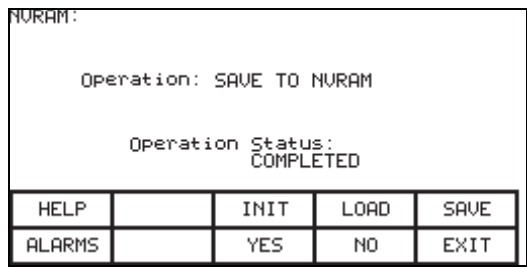 NVRAM:
Operation: SAVE TO NVRAM
Operation Status:
COMPLETED
HELP INIT LOAD SAVE
ALARMS YES NO EXIT